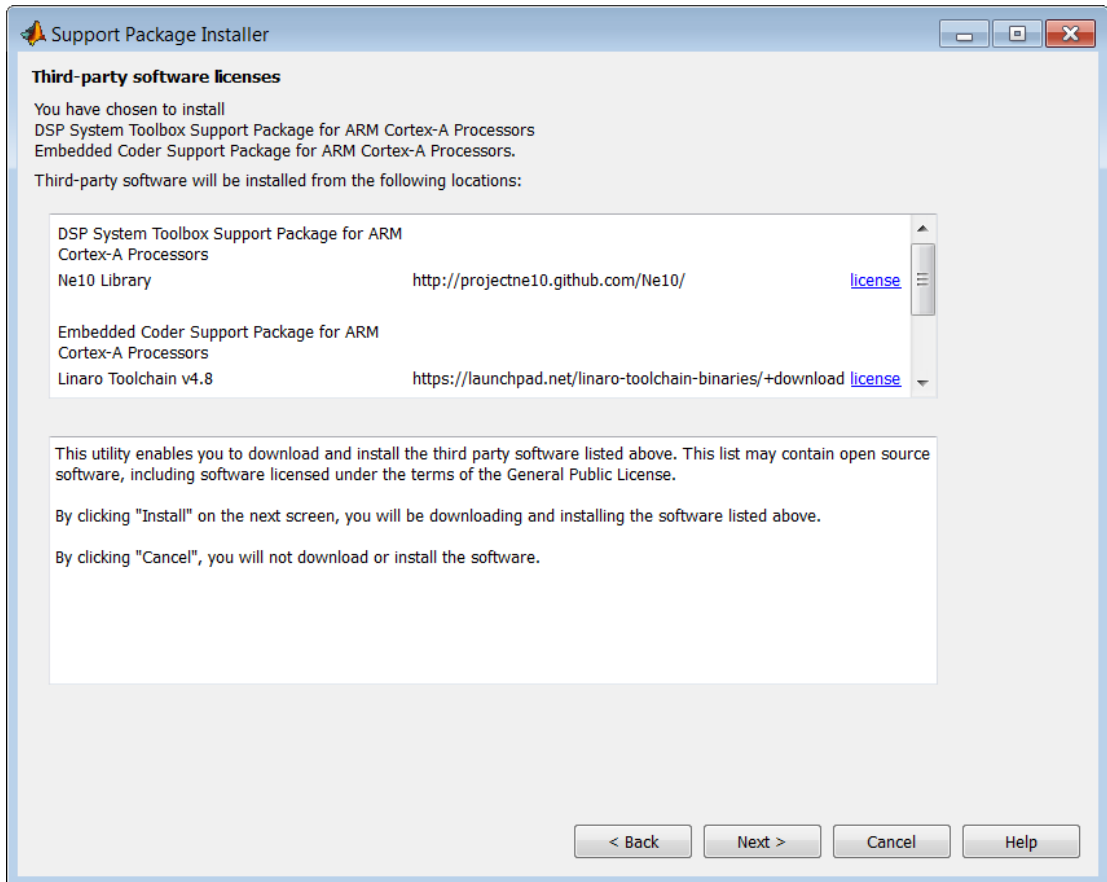 Support Package Installer
Third-party software licenses
You have chosen to install
DSP System Toolbox Support Package for ARM Cortex-A Processors
Embedded Coder Support Package for ARM Cortex-A Processors.
Third-party software will be installed from the following locations:
DSP System Toolbox Support Package for ARM
Cortex-A Processors
Ne10 Library http://projectne10.github.com/Ne10/ license
Embedded Coder Support Package for ARM
Cortex-A Processors
Linaro Toolchain v4.8 https://launchpad.net/linaro-toolchain-binaries/+download license
This utility enables you to download and install the third party software listed above. This list may contain open source
software, including software licensed under the terms of the General Public License.
By clicking "Install" on the next screen, you will be downloading and installing the software listed above.
By clicking "Cancel", you will not download or install the software.
< Back Next > Cancel Help